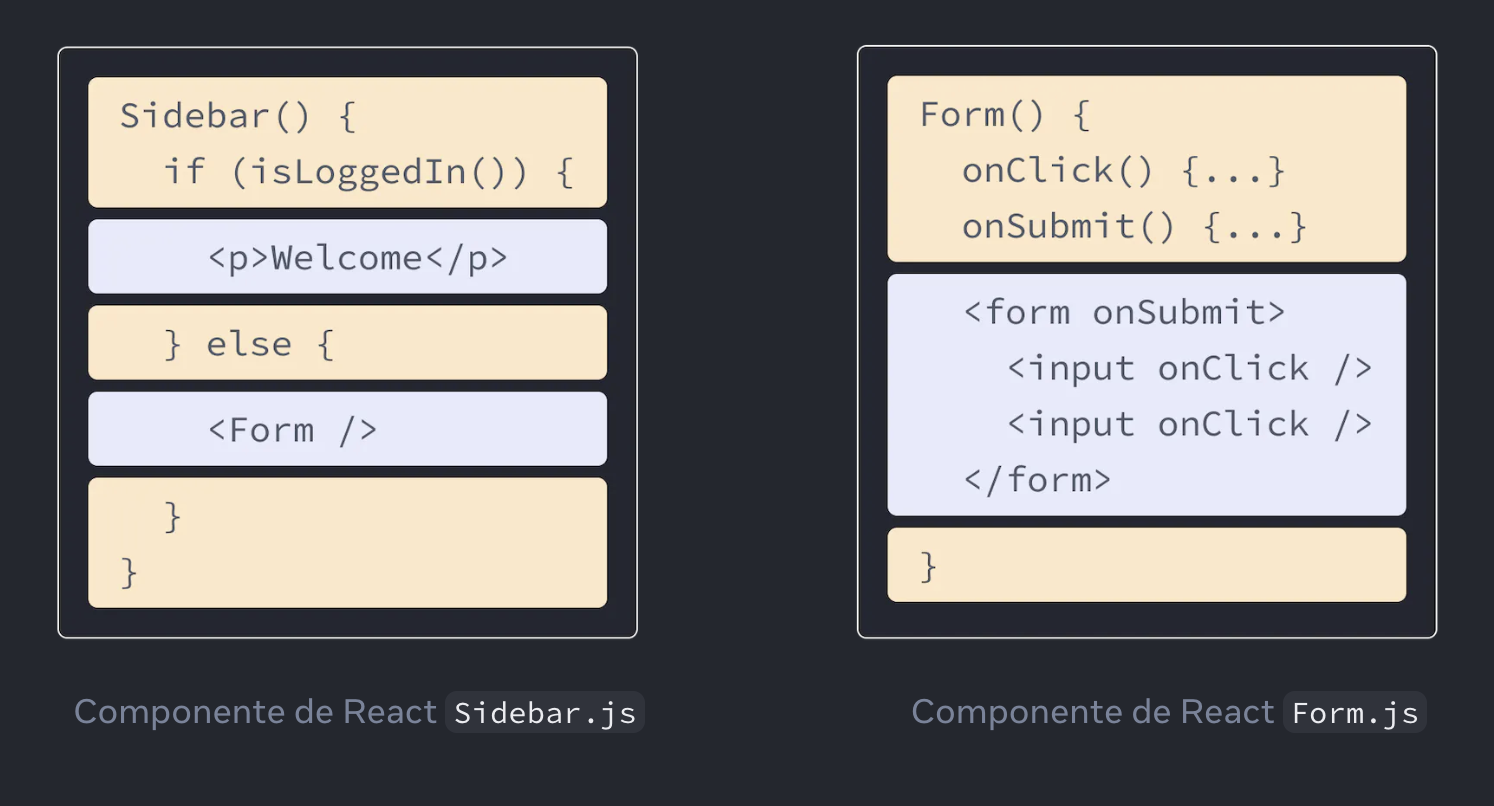 Sidebar() {
  if (isLoggedIn()) {
    <p>Welcome</p>
  } else {
    <Form />
  }
}
Componente de React Sidebar.js
Form() {
  onClick() {...}
  onSubmit() {...}
  <form onSubmit>
    <input onClick />
    <input onClick />
  </form>
}
Componente de React Form.js